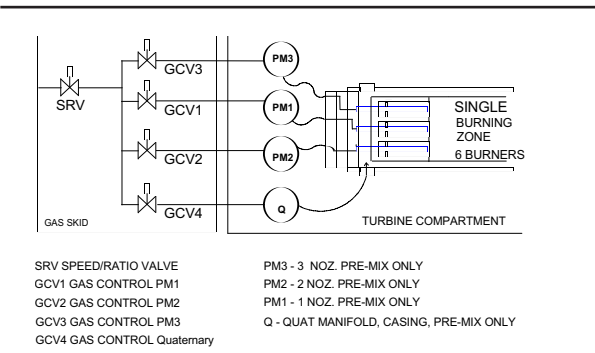 PM3
GCV3
SRV
GCV1
PM1
SINGLE
BURNING
ZONE
6 BURNERS
GCV2
PM2
GCV4
Q
GAS SKID
TURBINE COMPARTMENT
SRV SPEED/RATIO VALVE
GCV1 GAS CONTROL PM1
GCV2 GAS CONTROL PM2
GCV3 GAS CONTROL PM3
GCV4 GAS CONTROL Quaternary
PM3 - 3 NOZ. PRE-MIX ONLY
PM2 - 2 NOZ. PRE-MIX ONLY
PM1 - 1 NOZ. PRE-MIX ONLY
Q - QUAT MANIFOLD, CASING, PRE-MIX ONLY